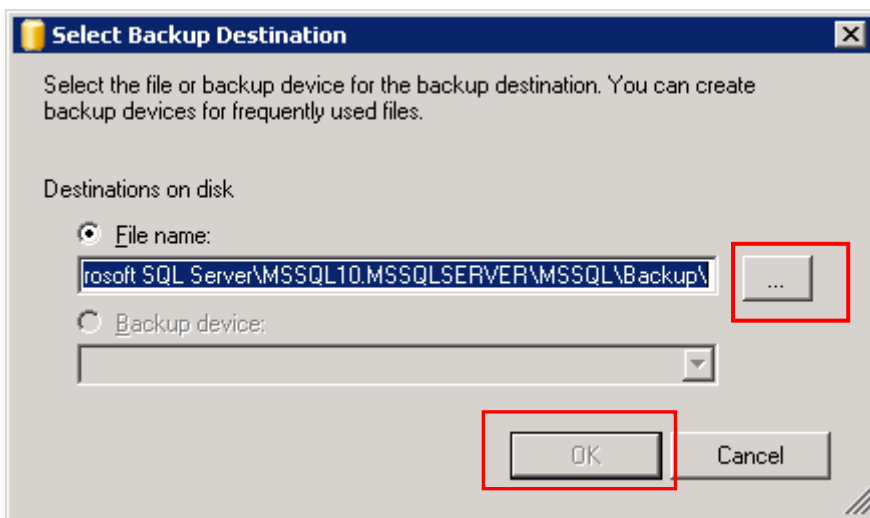 Select Backup Destination
Select the file or backup device for the backup destination. You can create
backup devices for frequently used files.
Destinations on disk
File name:
rosoft SQL Server\MSSQL10.MSSQLSERVER\MSSQL\Backup\
...
Backup device:
OK
Cancel